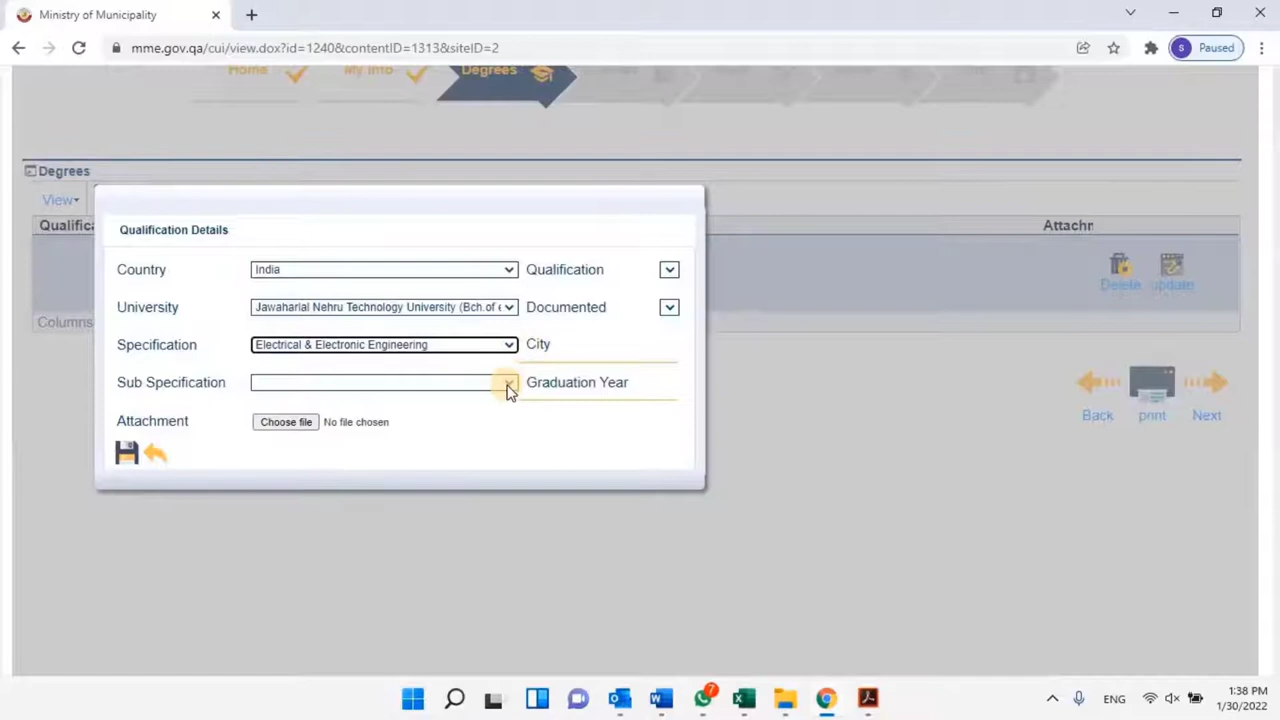 Ministry of Municipality
mme.gov.qa/cui/view.dox?id=1240&contentID=1313&siteID=2
S Paused
Home My Info Degrees
Degrees
View
Qualifica Attachn
Qualification Details
Country India Qualification
University Jawaharial Nehru Technology University (Bch.of e Documented
Specification Electrical & Electronic Engineering City
Sub Specification Graduation Year
Attachment Choose file No file chosen
Delete update
Columns
Back print Next
7
ENG
1:38 PM
1/30/2022